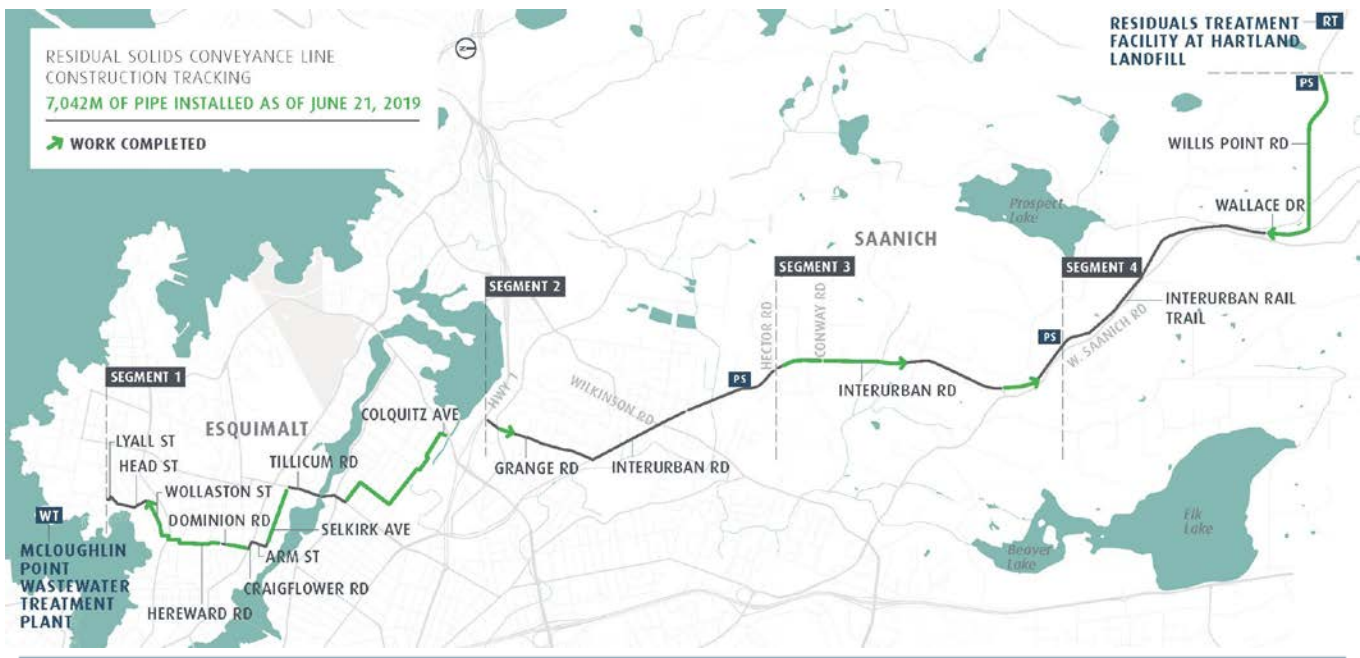 RESIDUAL SOLIDS CONVEYANCE LINE
CONSTRUCTION TRACKING
7,042M OF PIPE INSTALLED AS OF JUNE 21, 2019
WORK COMPLETED
N
RESIDUALS TREATMENT
FACILITY AT HARTLAND
LANDFILL
RT
PS
WILLIS POINT RD
WALLACE DR
Prospect
Lake
SAANICH
SEGMENT 1
SEGMENT 2
SEGMENT 3
SEGMENT 4
INTERURBAN RAIL
TRAIL
W. SAANICH RD
PS
HECTOR RD
CONWAY RD
INTERURBAN RD
PS
WILKINSON RD
HWY 1
GRANGE RD
INTERURBAN RD
COLQUITZ AVE
ESQUIMALT
TILLICUM RD
LYALL ST
HEAD ST
WOLLASTON ST
DOMINION RD
SELKIRK AVE
ARM ST
CRAIGFLOWER RD
HEREWARD RD
WT
MCLOUGHLIN
POINT
WASTEWATER
TREATMENT
PLANT
Elk
Lake
Beaver
Lake